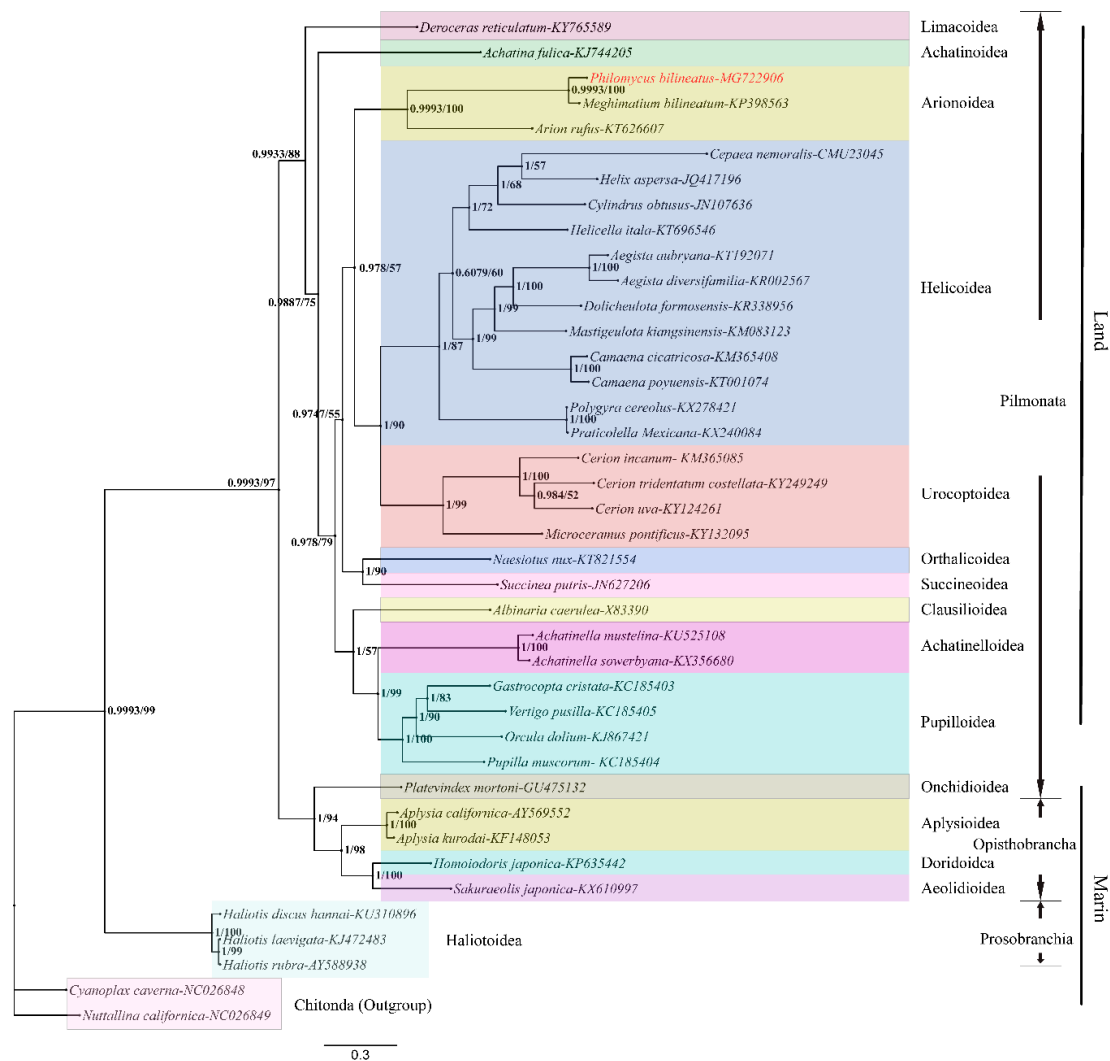 Deroceras reticulatum-KY765589
Limacoidea
Achatina fulica-KJ744205
Achatinoidea
Philomycus bilineatus-MG722906
0.9993/100
Meghimatium bilineatum-KP398563
Arionoidea
0.9993/100
Arion rufus-KT626607
0.9933/88
Cepaea nemoralis-CMU23045
1/57
Helix aspersa-JQ417196
1/68
Cylindrus obtusus-JN107636
1/72
Helicella itala-KT696546
Aegista aubryana-KT192071
0.978/57
0.6079/60
1/100
Aegista diversifamilia-KR002567
1/100
Helicoidea
0.9887/75
Dolicheulota formosensis-KR338956
1/99
Land
Mastigeulota kiangsinensis-KM083123
1/99
1/87
Camaena cicatricosa-KM365408
1/100
Camaena poyuensis-KT001074
Pilmonata
Polygyra cereolus-KX278421
0.9747/55
1/100
1/90
Praticolella Mexicana-KX240084
Cerion incanum- KM365085
1/100
0.9993/97
Cerion tridentatum costellata-KY249249
0.984/52
Urocoptoidea
1/99
Cerion uva-KY124261
Microceramus pontificus-KY132095
0.978/79
Naesiotus nux-KT821554
Orthalicoidea
1/90
Succinea putris-JN627206
Succineoidea
Albinaria caerulea-X83390
Clausilioidea
Achatinella mustelina-KU525108
1/57
1/100
Achatinelloidea
Achatinella sowerbyana-KX356680
1/99
Gastrocopta cristata-KC185403
1/83
Vertigo pusilla-KC185405
0.9993/99
1/90
Pupilloidea
Orcula dolium-KJ867421
1/100
Pupilla muscorum- KC185404
Platevindex mortoni-GU475132
Onchidioidea
Aplysia californica-AY569552
1/94
1/100
Aplysioidea
Aplysia kurodai-KF148053
Opisthobrancha
1/98
Homoiodoris japonica-KP635442
Doridoidea
1/100
Sakuraeolis japonica-KX610997
Aeolidioidea
Marin
Haliotis discus hannai-KU310896
1/100
Haliotis laevigata-KJ472483
Haliotoidea
Prosobranchia
1/99
Haliotis rubra-AY588938
Cyanoplax caverna-NC026848
Chitonda (Outgroup)
Nuttallina californica-NC026849
0.3